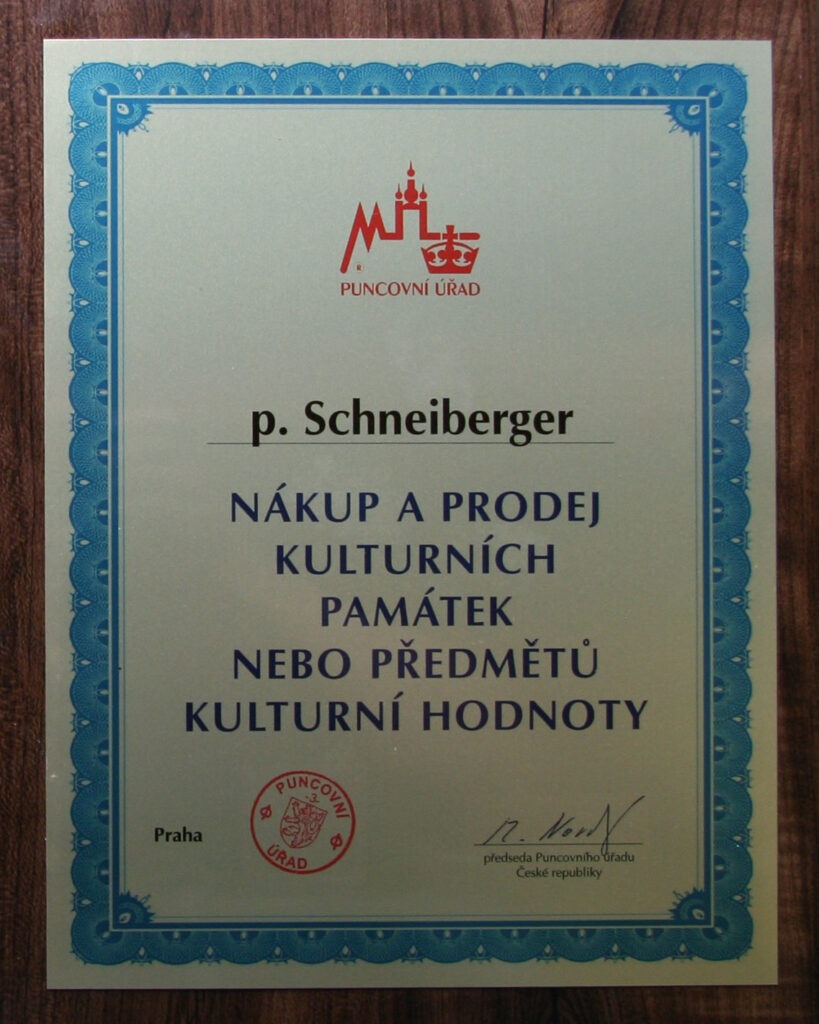 R
PUNCOVNÍ ÚŘAD
p. Schneiberger
NÁKUP A PRODEJ
KULTURNÍCH
PAMÁTEK
NEBO PŘEDMĚTŮ
KULTURNÍ HODNOTY
PUNCOVNÍ
-3-
ÚŘAD
Praha
předseda Puncovního úřadu
České republiky